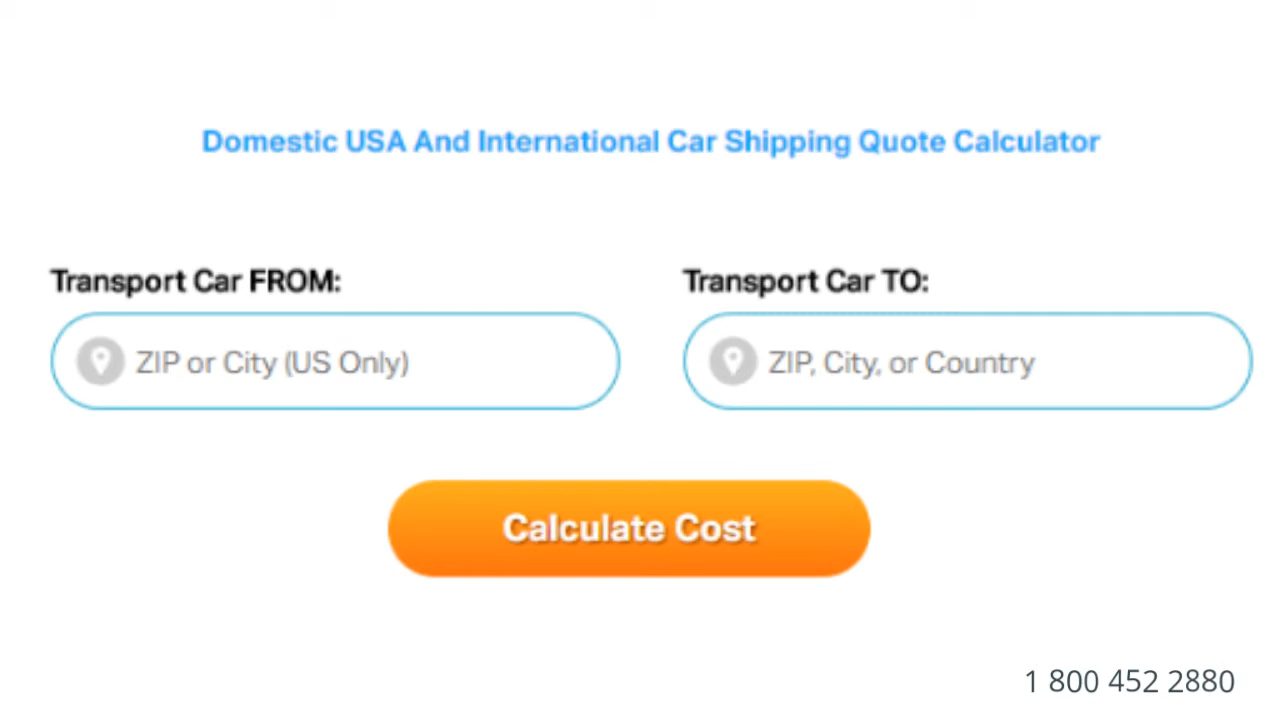 Domestic USA And International Car Shipping Quote Calculator
Transport Car FROM:
Transport Car TO:
ZIP or City (US Only)
ZIP, City, or Country
Calculate Cost
1 800 452 2880